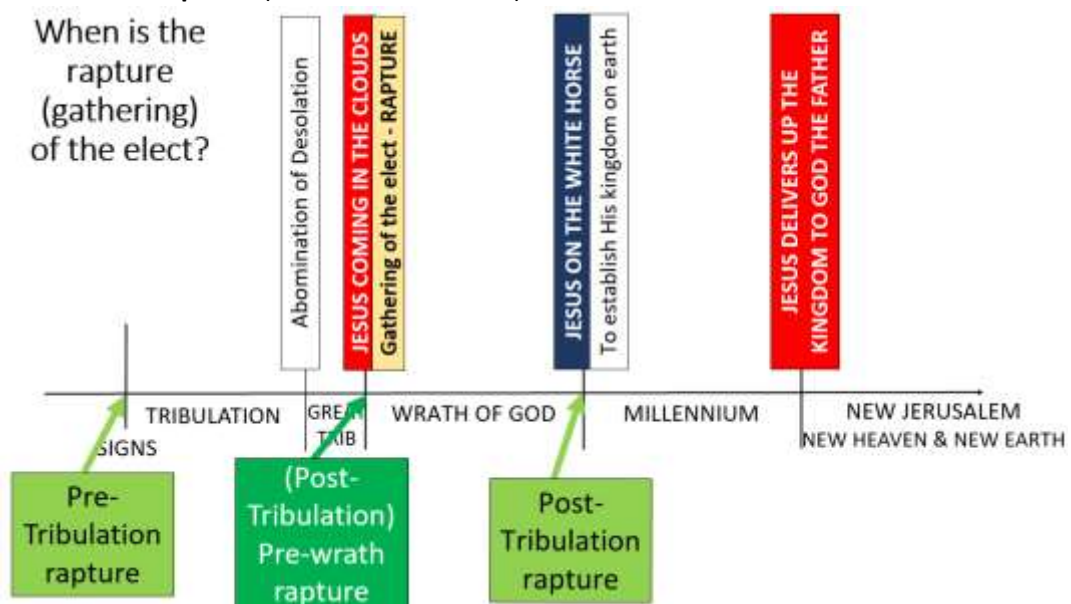 When is the
rapture
(gathering)
of the elect?
Abomination of Desolation
JESUS COMING IN THE CLOUDS
Gathering of the elect - RAPTURE
JESUS ON THE WHITE HORSE
To establish His kingdom on earth
JESUS DELIVERS UP THE
KINGDOM TO GOD THE FATHER
SIGNS
TRIBULATION
GREAT
TRIB
WRATH OF GOD
MILLENNIUM
NEW JERUSALEM
NEW HEAVEN & NEW EARTH
Pre-
Tribulation
rapture
(Post-
Tribulation)
Pre-wrath
rapture
Post-
Tribulation
rapture